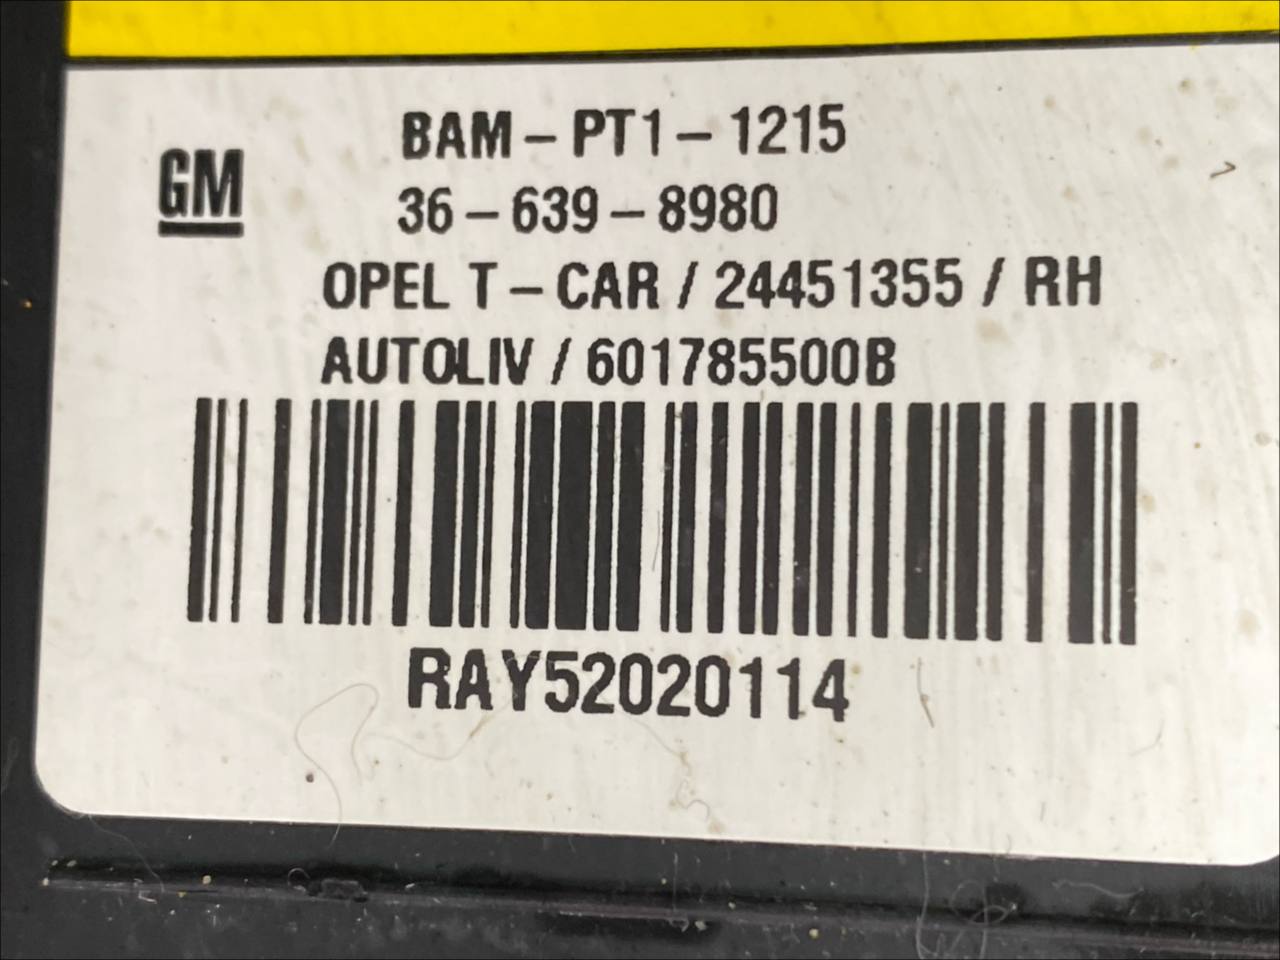 BAM-PT1-1215
GM
36-639-8980
OPEL T-CAR / 24451355 / RH
AUTOLIV / 601785500B
RAY52020114